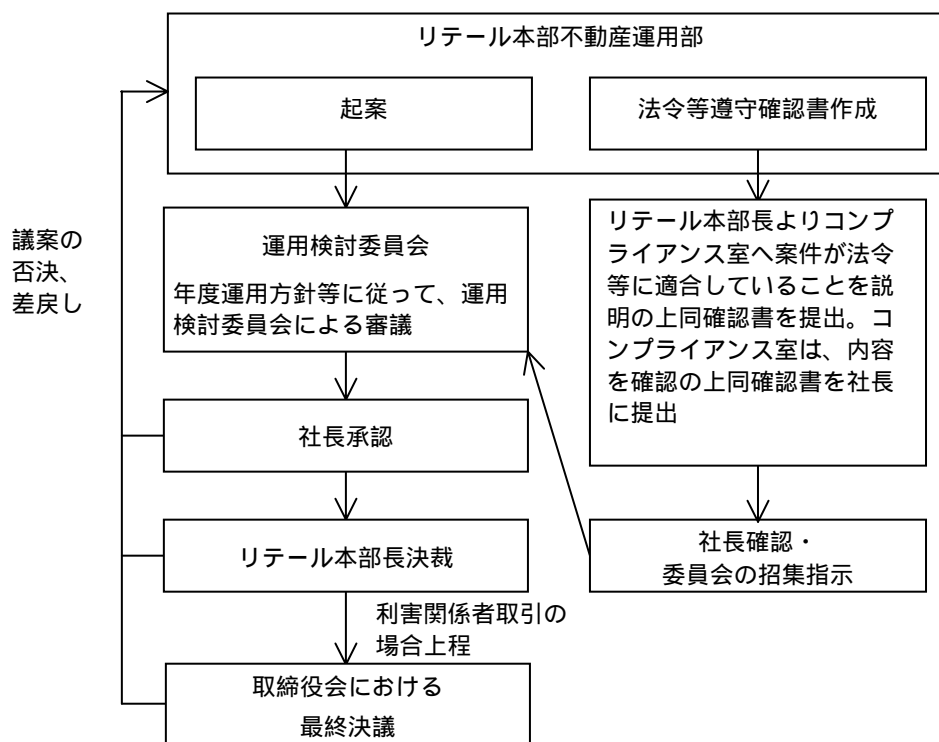 リテール本部不動産運用部
起案
法令等遵守確認書作成
議案の
否決、
差戻し
運用検討委員会
年度運用方針等に従って、運用
検討委員会による審議
リテール本部長よりコンプ
ライアンス室へ案件が法令
等に適合していることを説
明の上同確認書を提出。コ
ンプライアンス室は、内容
を確認の上同確認書を社長
に提出
社長承認
リテール本部長決裁
社長確認・
委員会の招集指示
利害関係者取引の
場合上程
取締役会における
最終決議